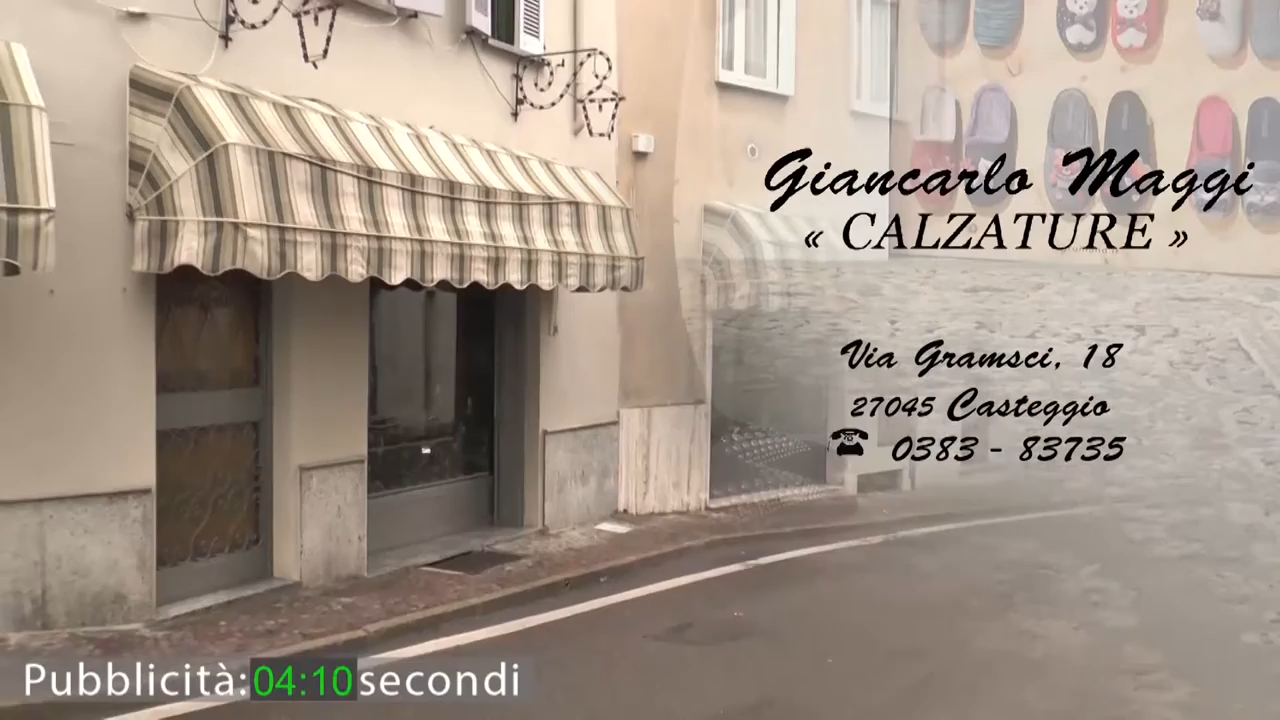 Giancarlo Maggi
« CALZATURE »
Via Gramsci, 18
27045 Casteggio
☎ 0383 - 83735
Pubblicità: 04:10 secondi